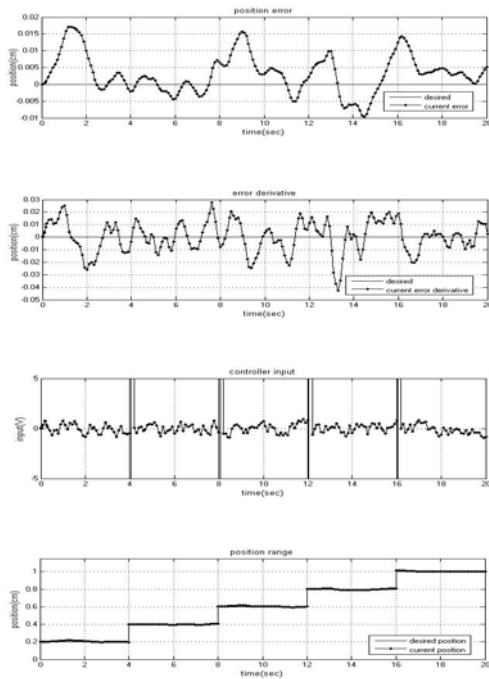 position error
0.02
0.015
0.01
0.005
0
-0.005
-0.01
position(cm)
0 2 4 6 8 10 12 14 16 18 20
time(sec)
desired
current error
error derivative
0.03
0.02
0.01
0
-0.01
-0.02
-0.03
-0.04
-0.05
position(cm)
0 2 4 6 8 10 12 14 16 18 20
time(sec)
desired
current error derivative
controller input
5
0
-5
input(V)
0 2 4 6 8 10 12 14 16 18 20
time(sec)
position range
1
0.8
0.6
0.4
0.2
0
position(cm)
0 2 4 6 8 10 12 14 16 18 20
time(sec)
desired position
current position